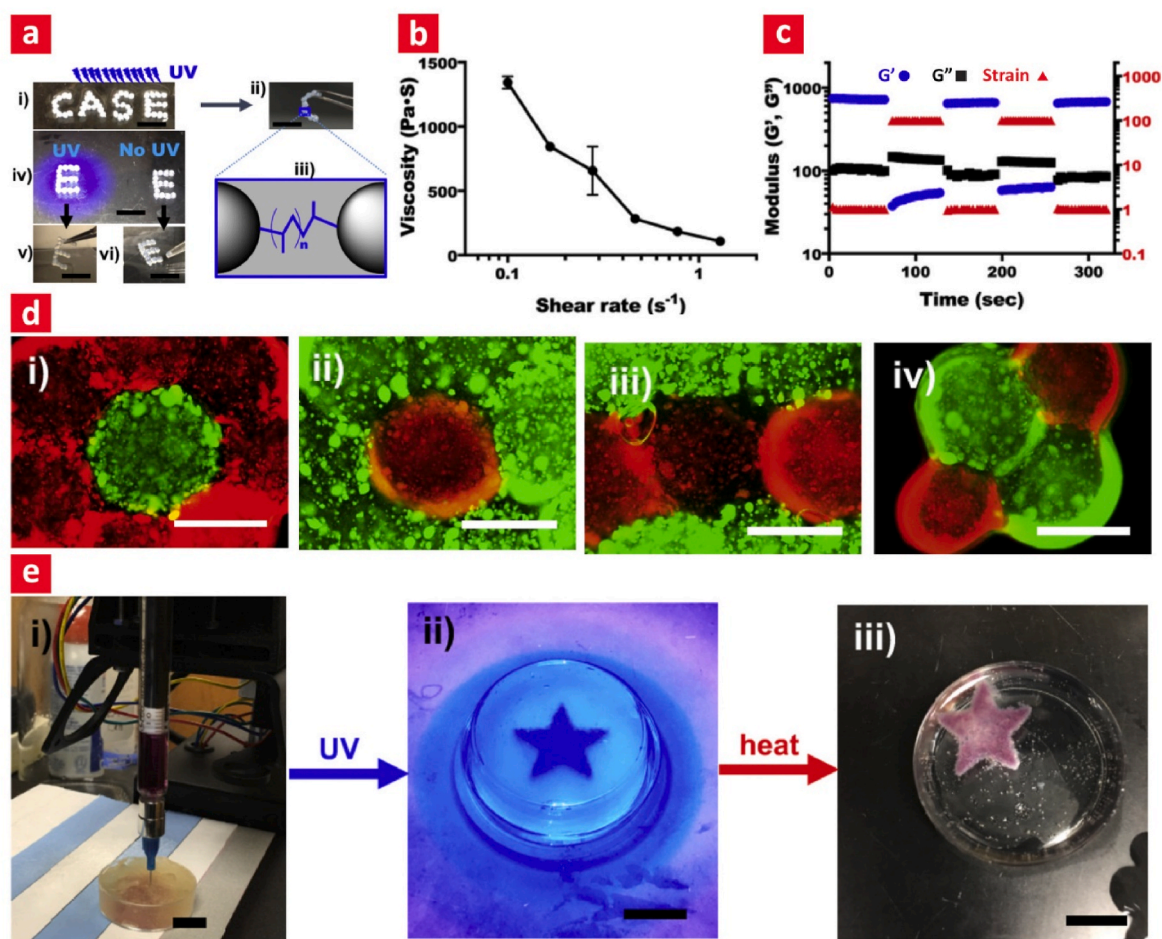 a
UV
i)
CASE
ii)
UV
No UV
iv)
E
E
iii)
n
v)
vi)
b
Viscosity (Pa•S)
1500
1000
500
0
0.1
1
Shear rate (s⁻¹)
c
G' G'' Strain
Modulus (G', G'')
1000
100
10
1000
100
10
1
0.1
0 100 200 300
Time (sec)
d
i)
ii)
iii)
iv)
e
i)
UV
ii)
heat
iii)